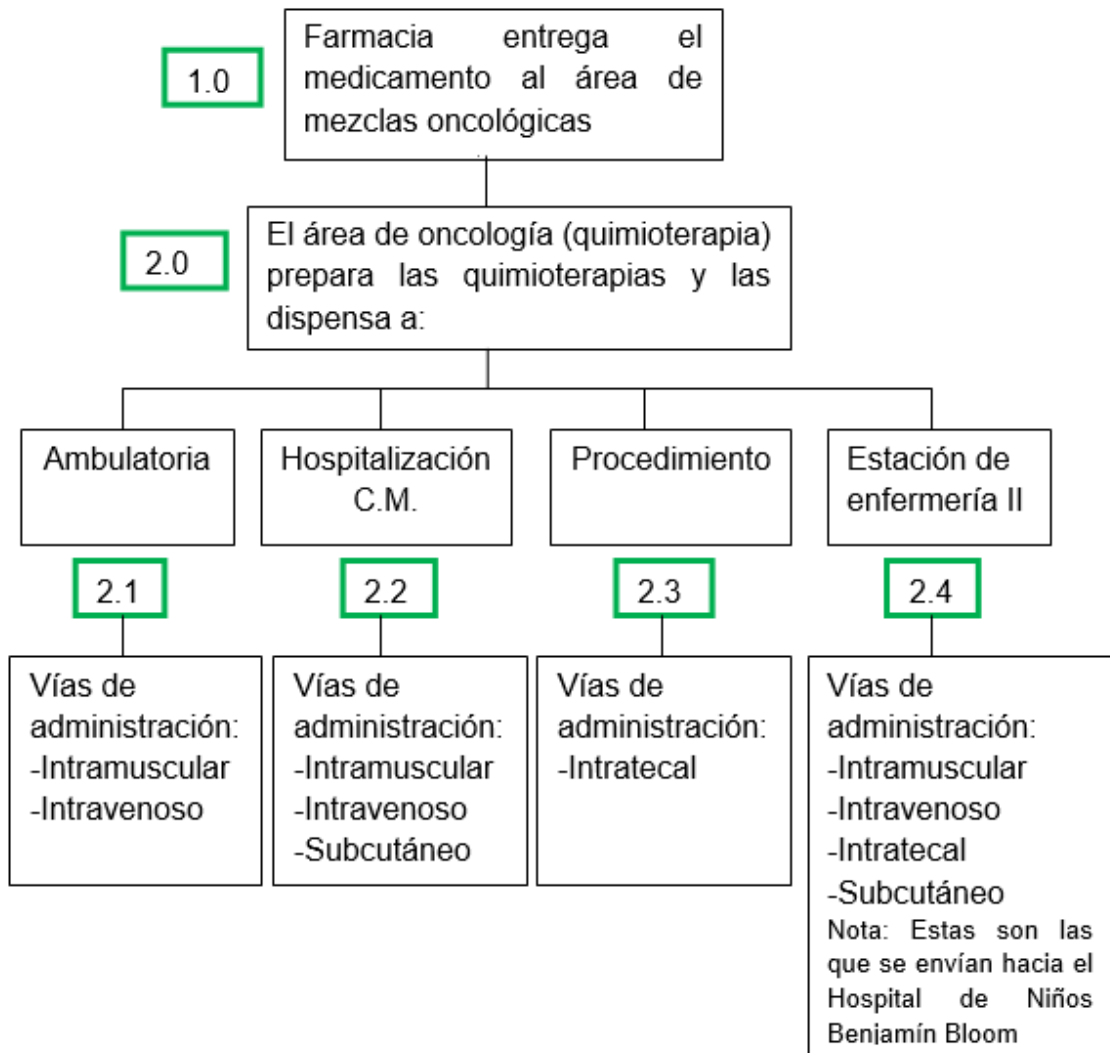 1.0
Farmacia entrega el
medicamento al área de
mezclas oncológicas
2.0
El área de oncología (quimioterapia)
prepara las quimioterapias y las
dispensa a:
Ambulatoria
Hospitalización
C.M.
Procedimiento
Estación de
enfermería II
2.1
2.2
2.3
2.4
Vías de
administración:
-Intramuscular
-Intravenoso
Vías de
administración:
-Intramuscular
-Intravenoso
-Subcutáneo
Vías de
administración:
-Intratecal
Vías de
administración:
-Intramuscular
-Intravenoso
-Intratecal
-Subcutáneo
Nota: Estas son las
que se envían hacia el
Hospital de Niños
Benjamín Bloom